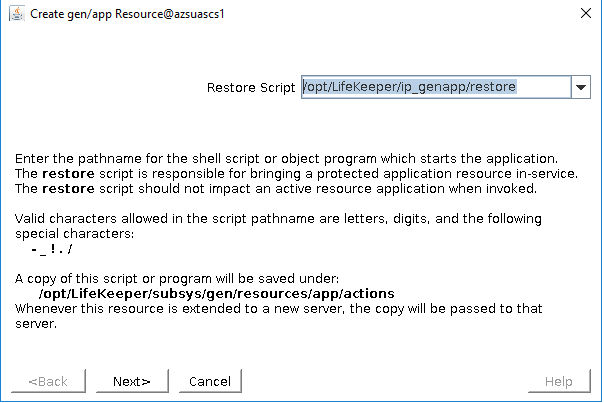 Create gen/app Resource@azsuascs1
Restore Script /opt/LifeKeeper/ip_genapp/restore
Enter the pathname for the shell script or object program which starts the application.
The restore script is responsible for bringing a protected application resource in-service.
The restore script should not impact an active resource application when invoked.
Valid characters allowed in the script pathname are letters, digits, and the following
special characters:
- _ ! . /
A copy of this script or program will be saved under:
/opt/LifeKeeper/subsys/gen/resources/app/actions
Whenever this resource is extended to a new server, the copy will be passed to that
server.
<Back Next> Cancel Help